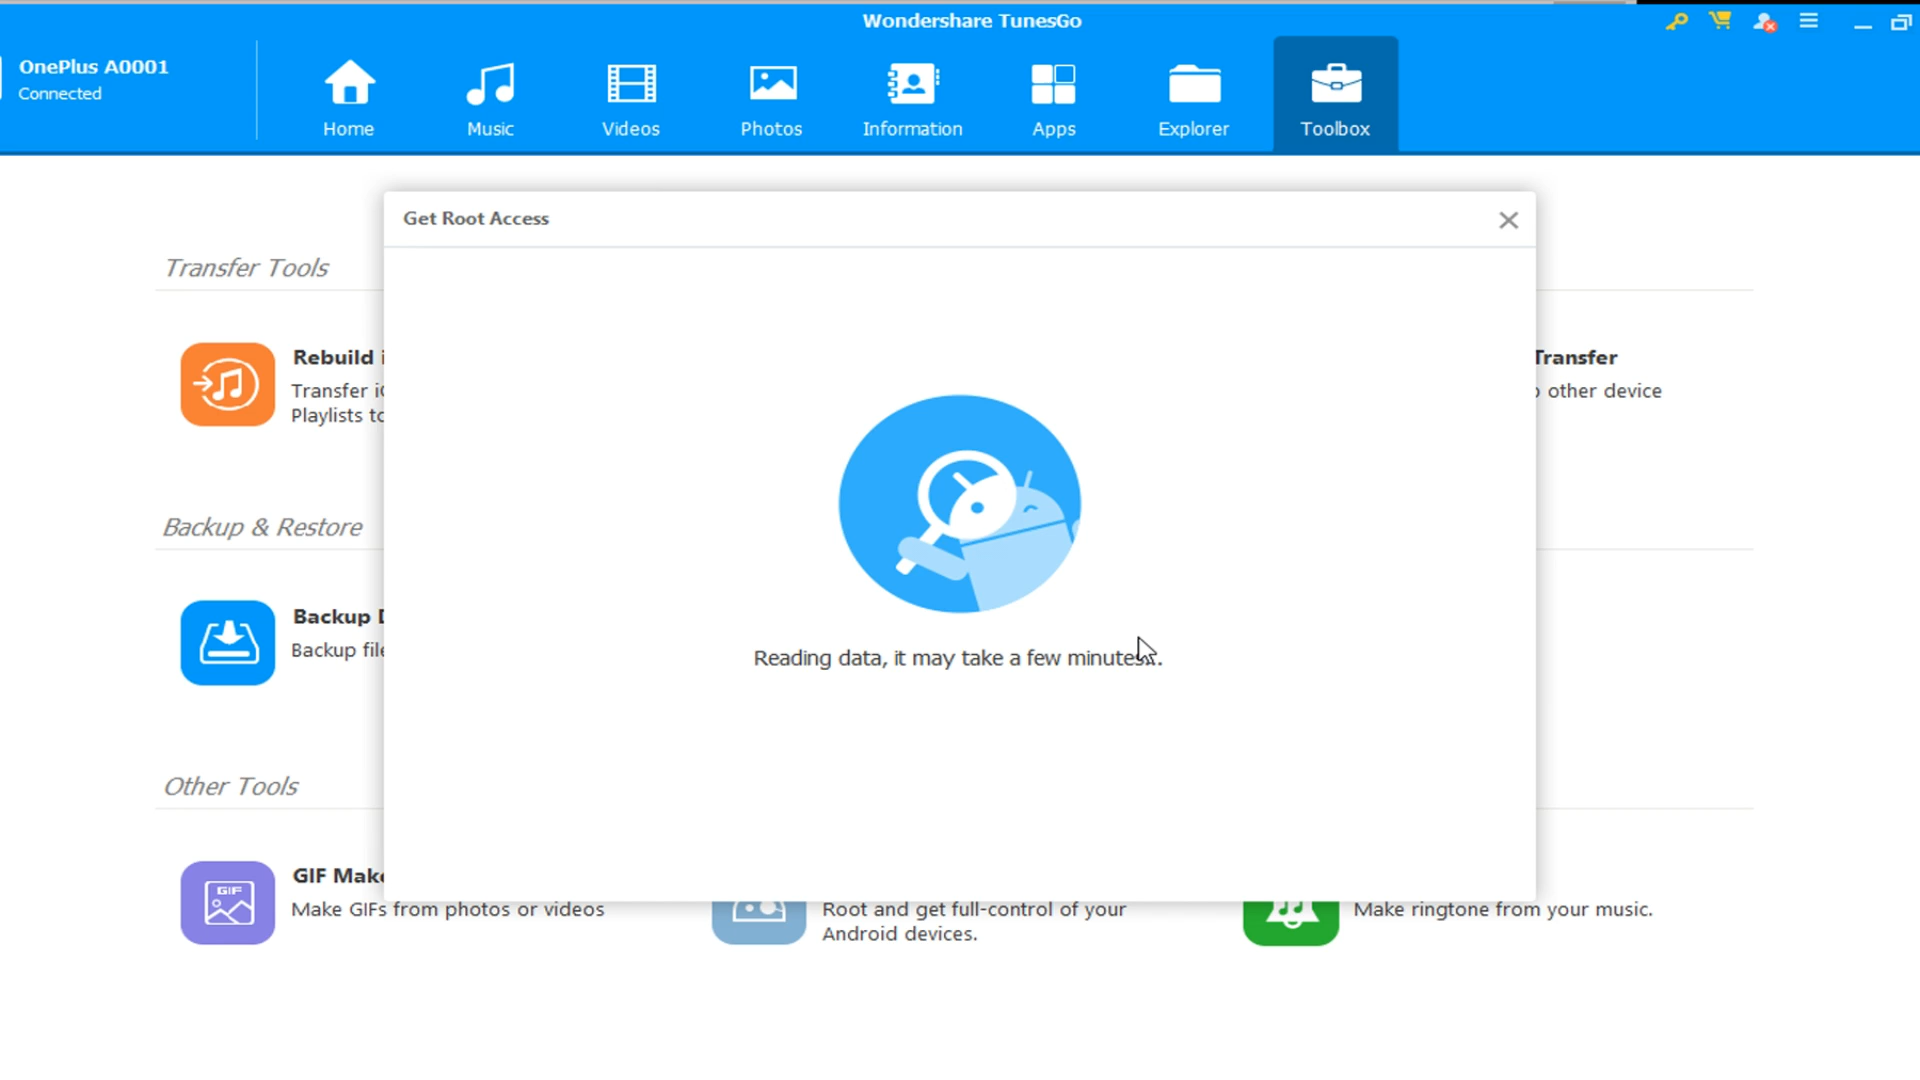 Wondershare TunesGo
OnePlus A0001
Connected
Home
Music
Videos
Photos
Information
Apps
Explorer
Toolbox
Get Root Access
Transfer Tools
Rebuild
Transfer
Transfer
other device
Playlists
Reading data, it may take a few minutes...
Backup & Restore
Backup
Backup
Other Tools
GIF
GIF
Make GIFs from photos or videos
Root and get full-control of your
Android devices.
Make ringtone from your music.